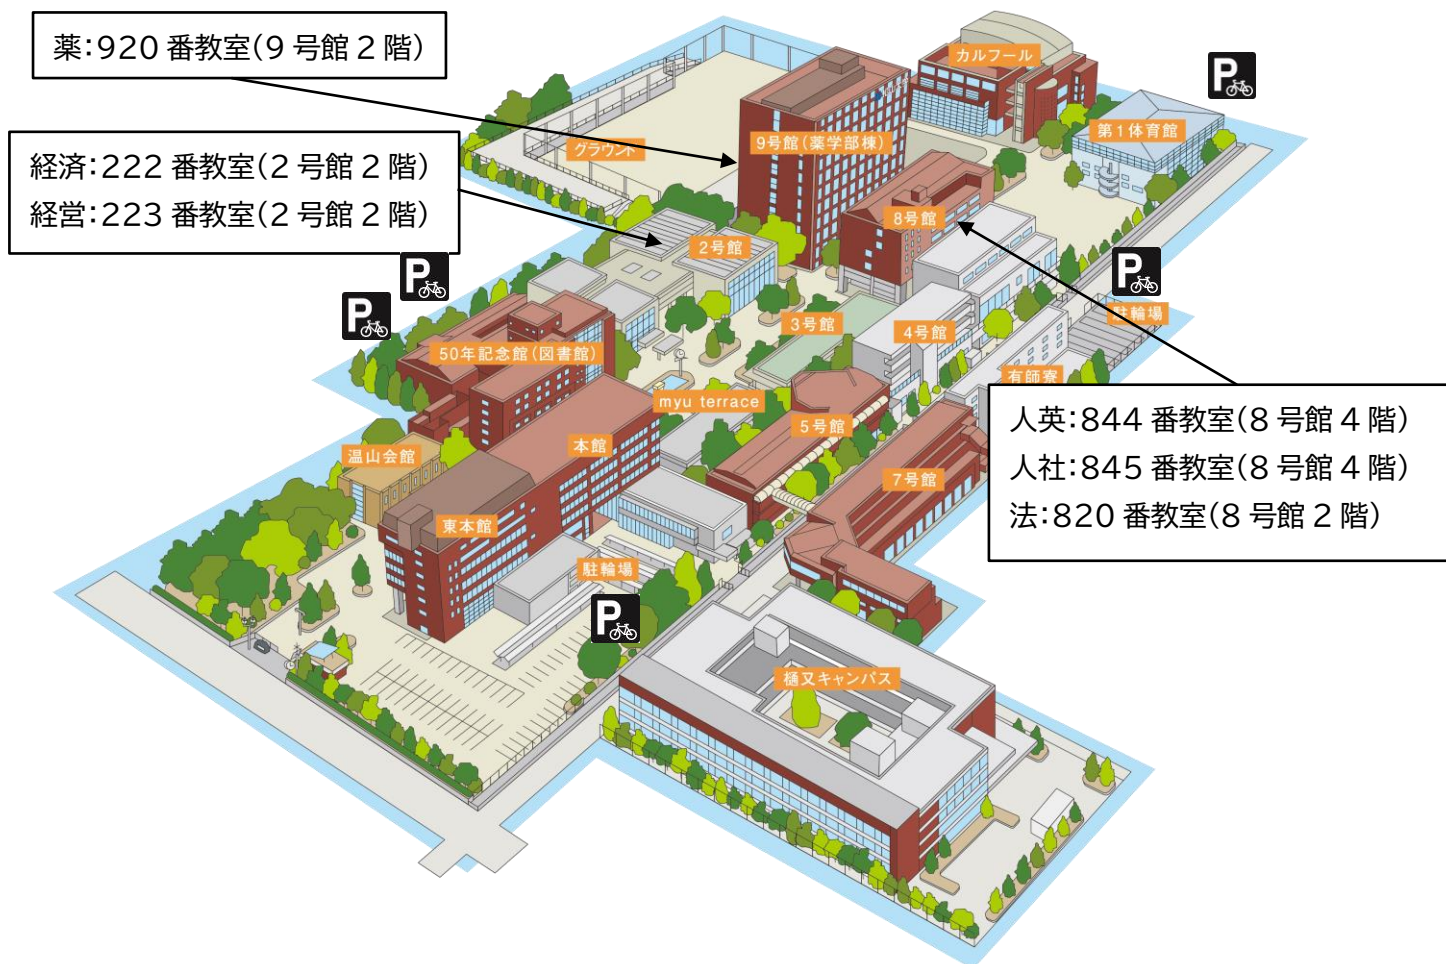 薬:920 番教室(9 号館 2 階)
カルフール
第1体育館
グラウンド
9号館(薬学部棟)
経済:222 番教室(2 号館 2 階)
経営:223 番教室(2 号館 2 階)
8号館
2号館
P
P
P
P
駐輪場
3号館
4号館
50年記念館(図書館)
有師寮
myu terrace
人英:844 番教室(8 号館 4 階)
人社:845 番教室(8 号館 4 階)
法:820 番教室(8 号館 2 階)
5号館
本館
温山会館
7号館
東本館
駐輪場
P
樋又キャンパス